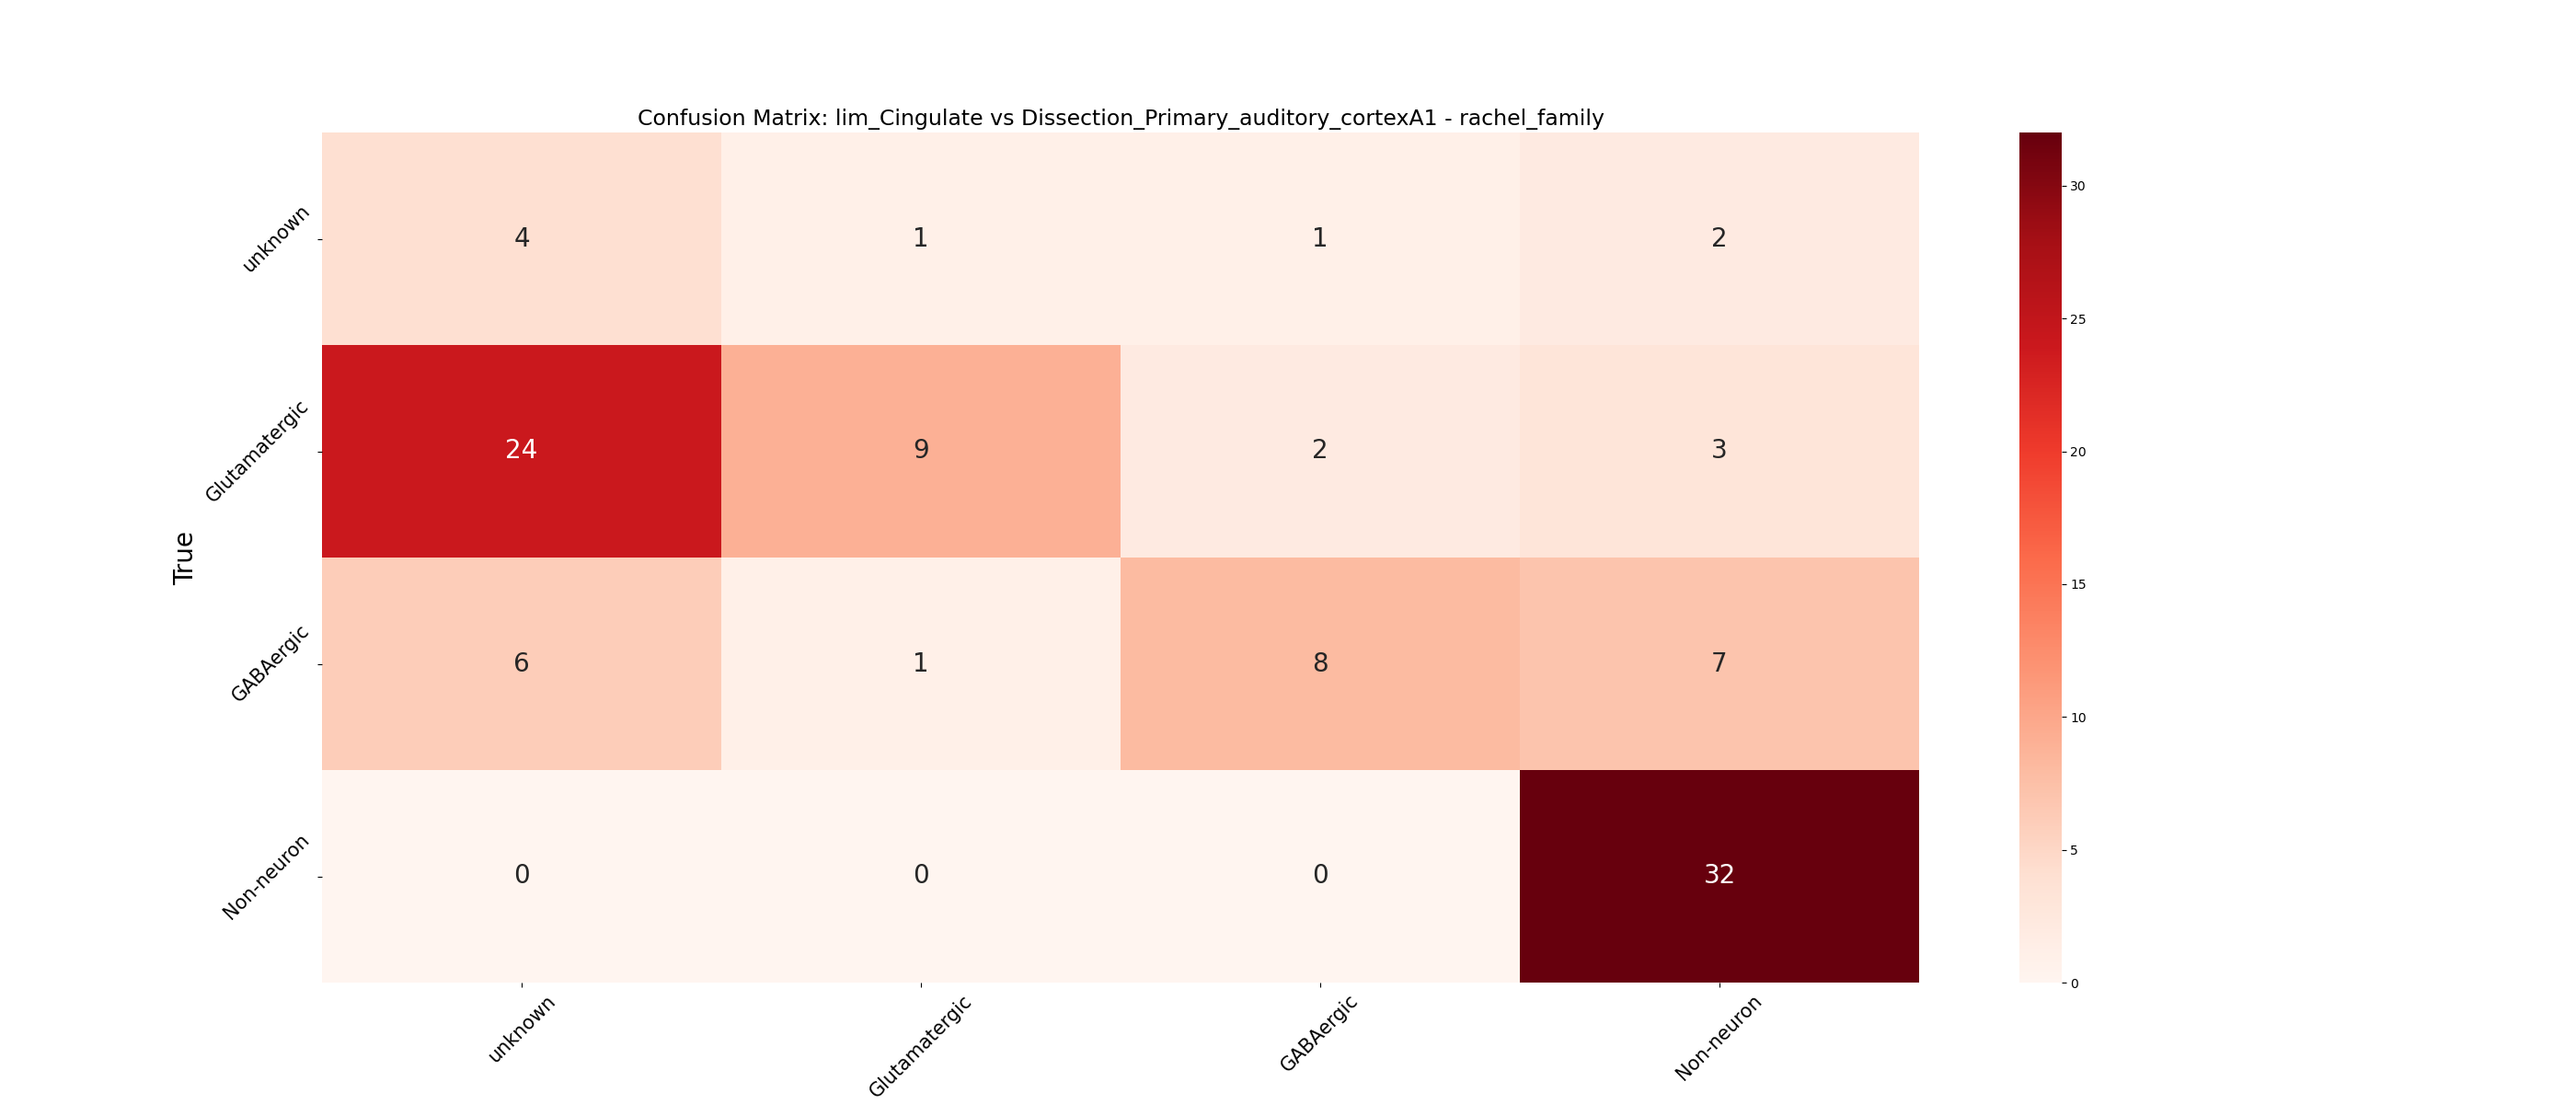 Confusion Matrix: lim_Cingulate vs Dissection_Primary_auditory_cortexA1 - rachel_family
True
unknown
4 1 1 2
Glutamatergic
24 9 2 3
GABAergic
6 1 8 7
Non-neuron
0 0 0 32
unknown Glutamatergic GABAergic Non-neuron
30
25
20
15
10
5
0